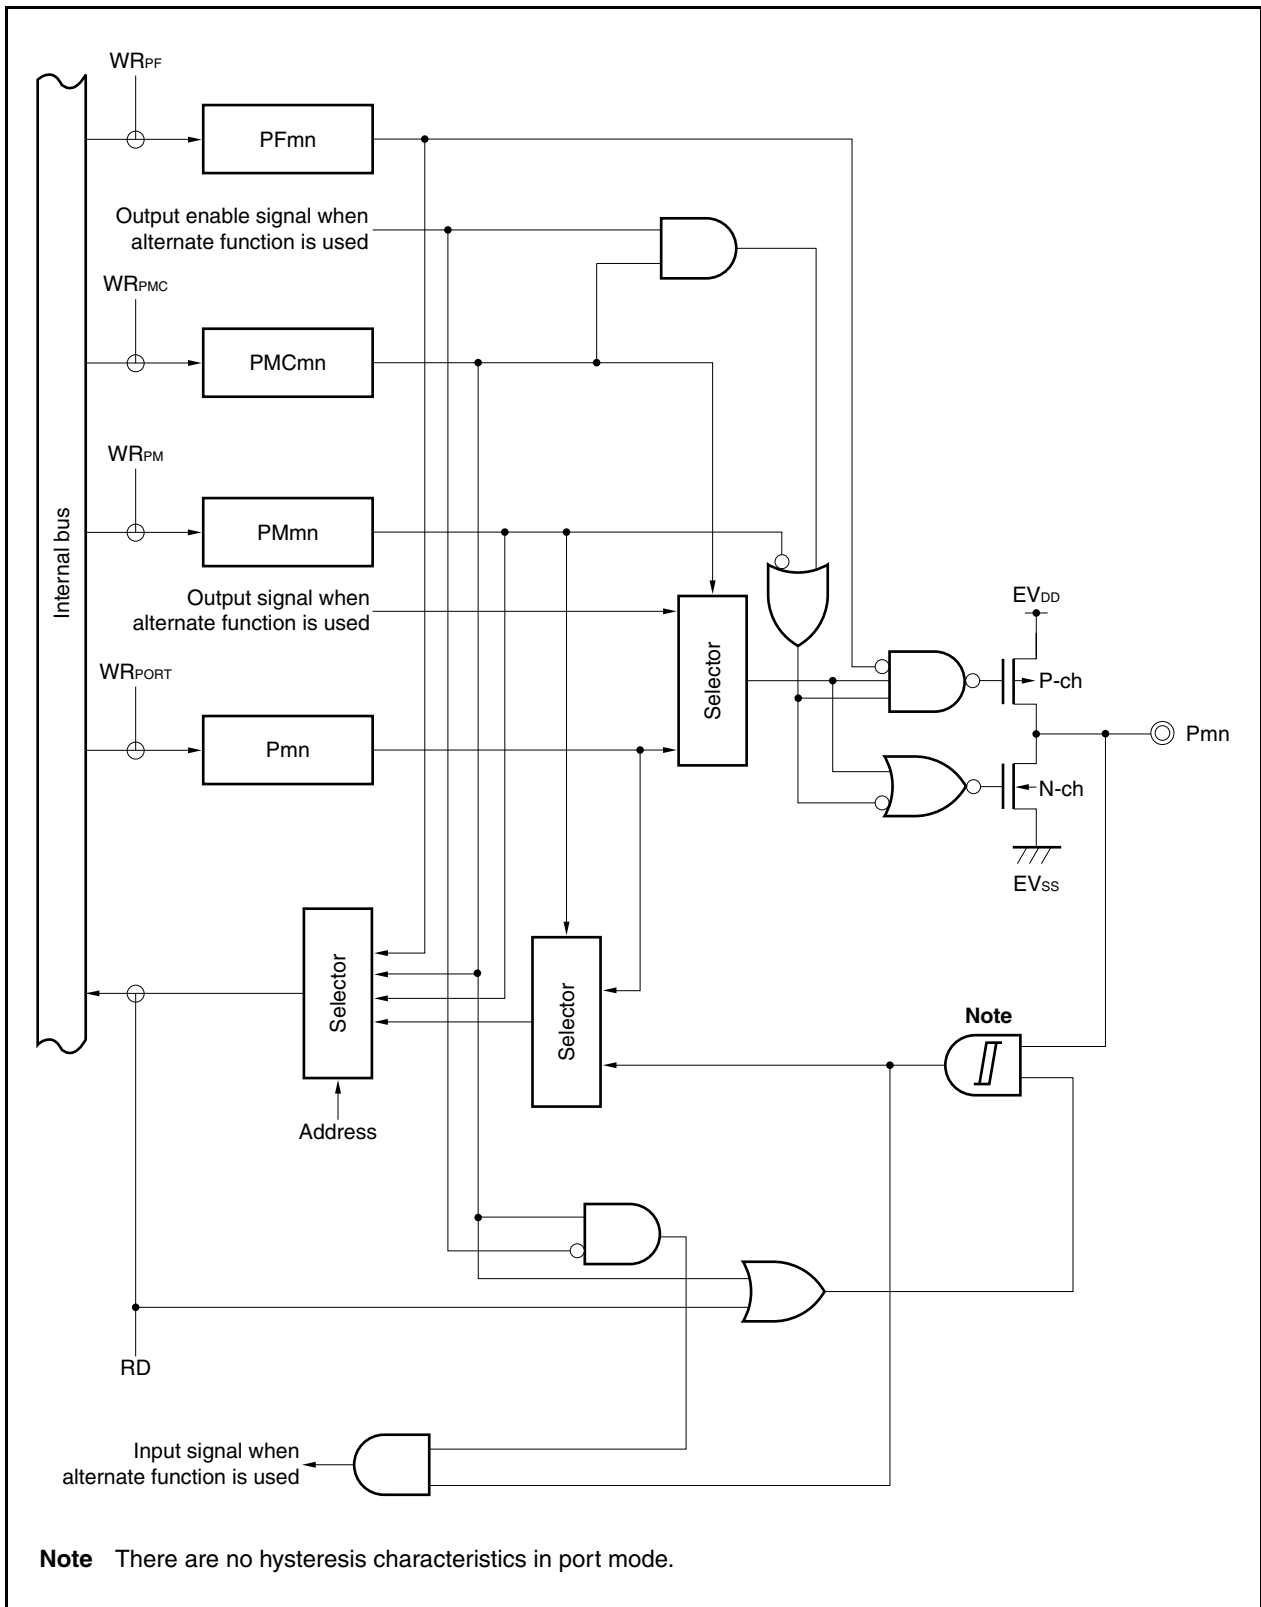 WRPF
PFmn
Output enable signal when
alternate function is used
WRPMC
PMCmn
WRPM
PMmn
Internal bus
Output signal when
alternate function is used
Selector
EVDD
P-ch
WRPORT
Pmn
Pmn
N-ch
EVSS
Selector
Selector
Note
Address
RD
Input signal when
alternate function is used
Note There are no hysteresis characteristics in port mode.